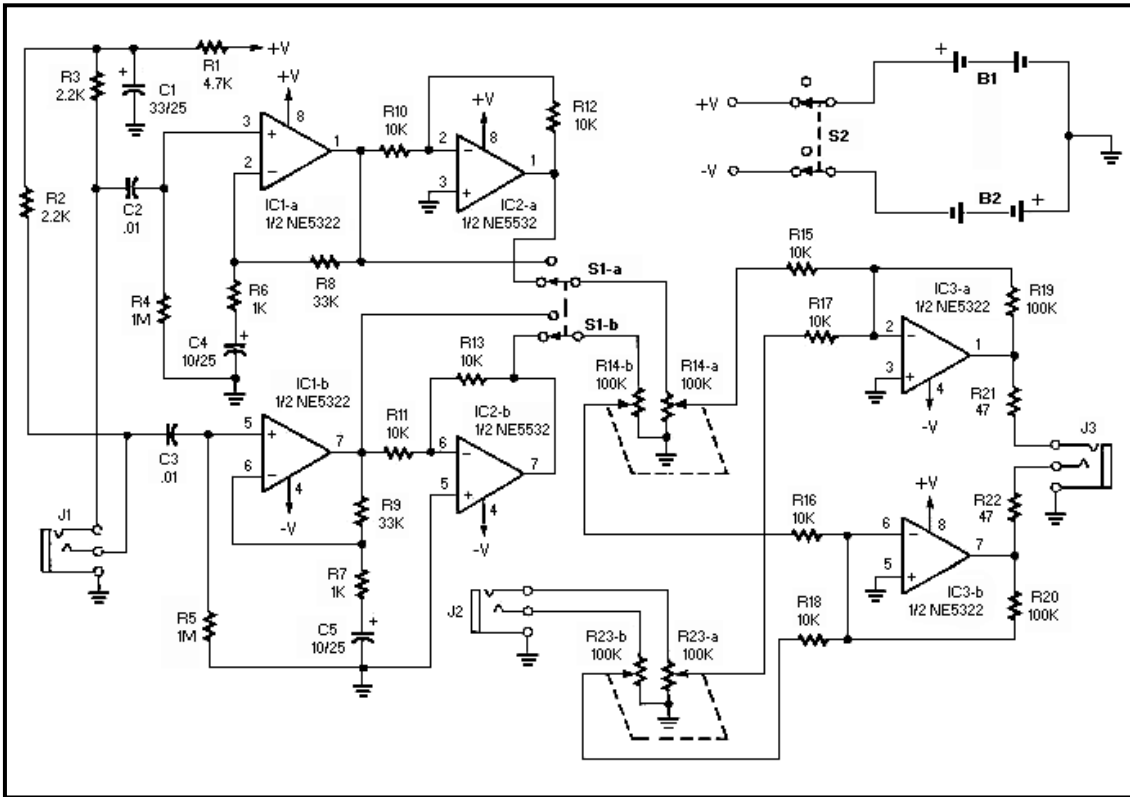 R3
2.2K
C1
33/25
R1
4.7K
+V
R2
2.2K
C2
.01
R4
1M
+V
8
3
+
2
−
1
IC1-a
1/2 NE5322
R10
10K
+V
8
2
−
3
+
1
IC2-a
1/2 NE5532
R12
10K
R8
33K
R6
1K
C4
10/25
+
+
S1-a
S1-b
+V
-V
S2
+
B1
B2
+
R15
10K
R17
10K
R14-b
100K
R14-a
100K
IC3-a
1/2 NE5322
2
−
3
+
1
4
-V
R19
100K
R21
47
J3
R22
47
R20
100K
R16
10K
R18
10K
+V
8
6
−
5
+
7
IC3-b
1/2 NE5322
R13
10K
R11
10K
IC1-b
1/2 NE5322
5
+
6
−
7
4
-V
IC2-b
1/2 NE5532
6
−
5
+
7
4
-V
R9
33K
R7
1K
C5
10/25
+
C3
.01
R5
1M
J1
J2
R23-b
100K
R23-a
100K